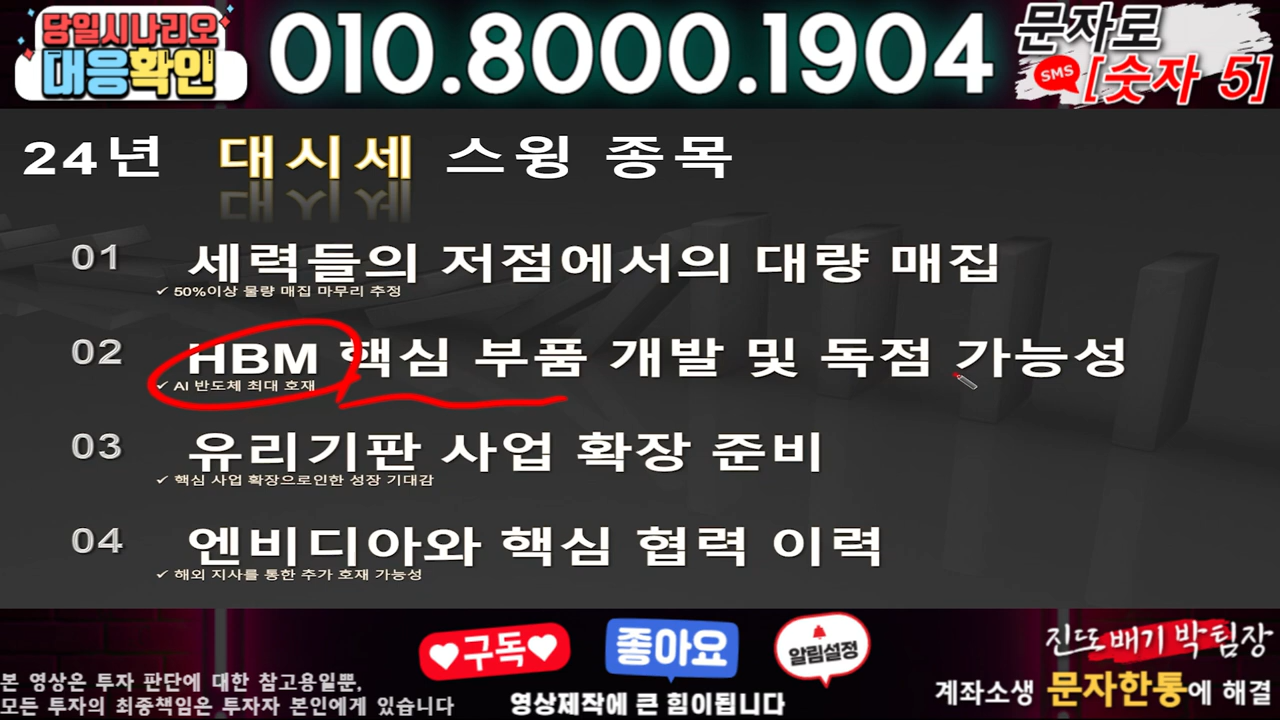 당일시나리오
대응확인
010.8000.1904
문자로
SMS [숫자 5]
24년 대시세 스윙 종목
01 세력들의 저점에서의 대량 매집
✓ 50%이상 물량 매집 마무리 추정
02 HBM 핵심 부품 개발 및 독점 가능성
✓ AI 반도체 최대 호재
03 유리기판 사업 확장 준비
✓ 핵심 사업 확장으로인한 성장 기대감
04 엔비디아와 핵심 협력 이력
✓ 해외 지사를 통한 추가 호재 가능성
구독
좋아요
알림설정
영상제작에 큰 힘이됩니다
본 영상은 투자 판단에 대한 참고용일뿐,
모든 투자의 최종책임은 투자자 본인에게 있습니다
진또배기 박팀장
계좌소생 문자한통에 해결